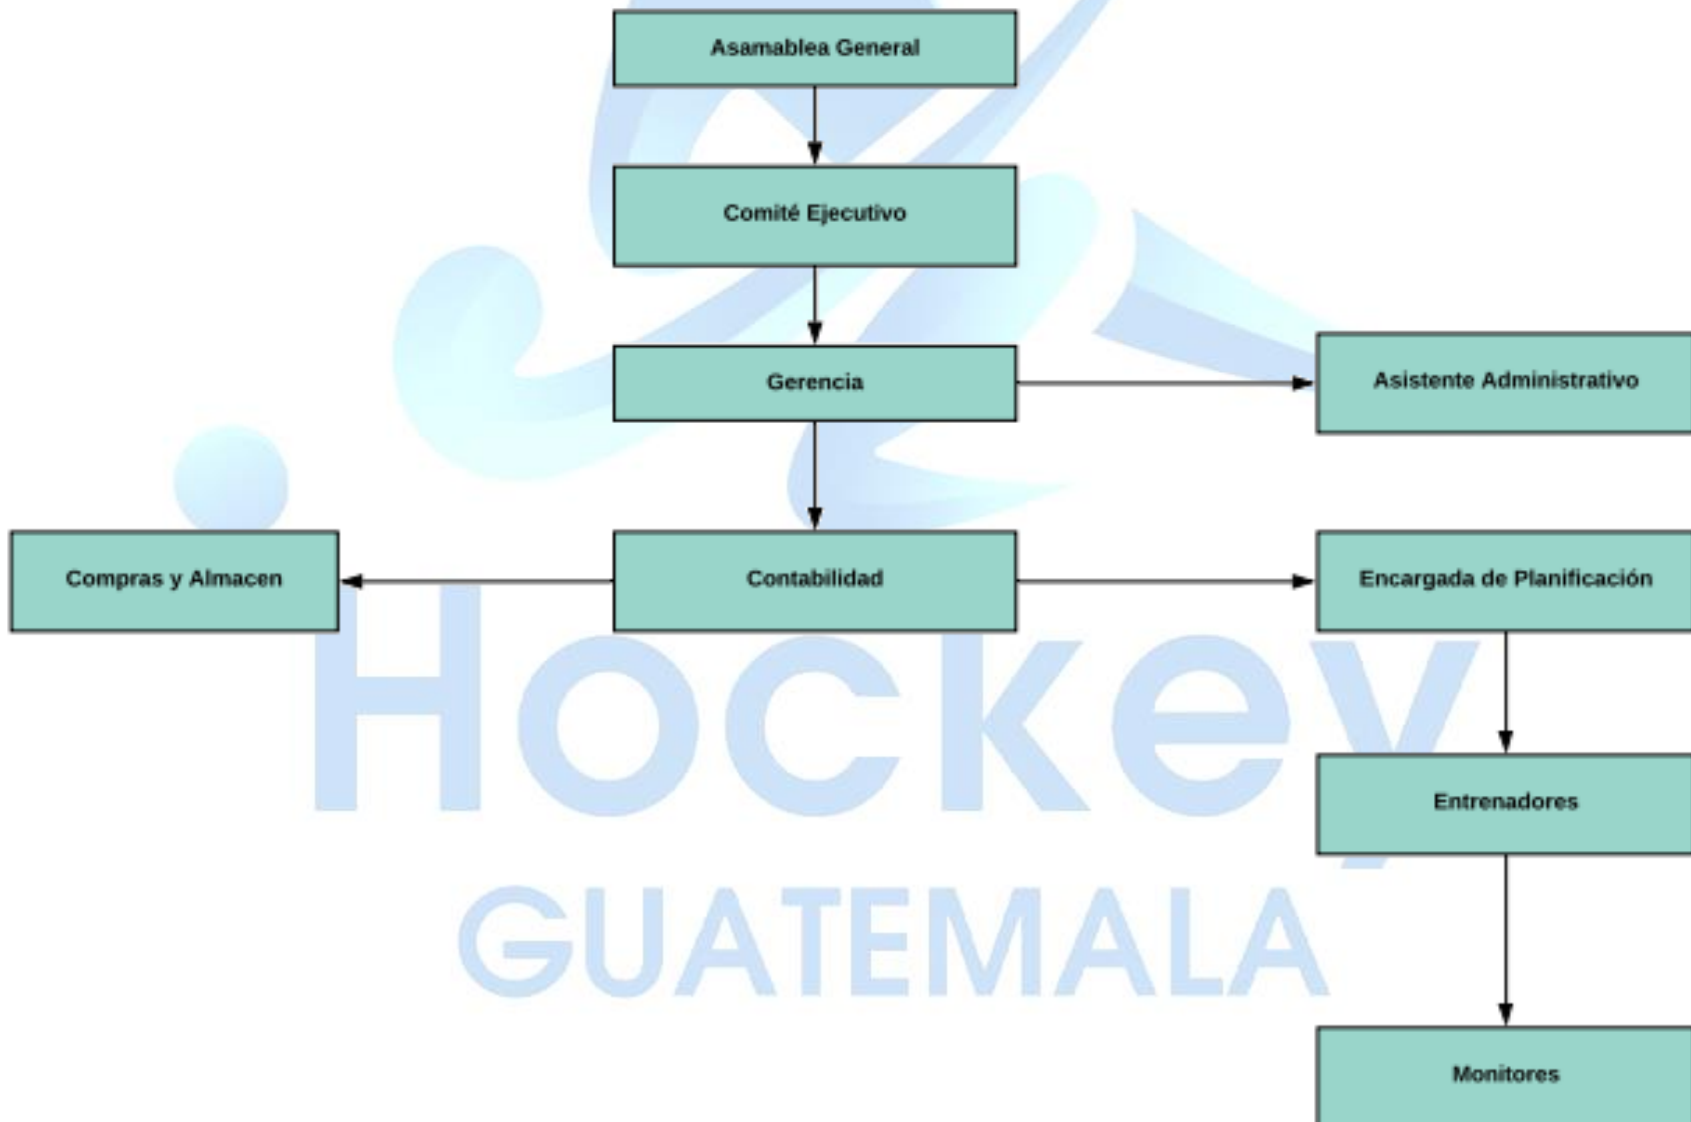 Asamablea General
Comité Ejecutivo
Gerencia
Asistente Administrativo
Compras y Almacen
Contabilidad
Encargada de Planificación
Hockey
Entrenadores
GUATEMALA
Monitores